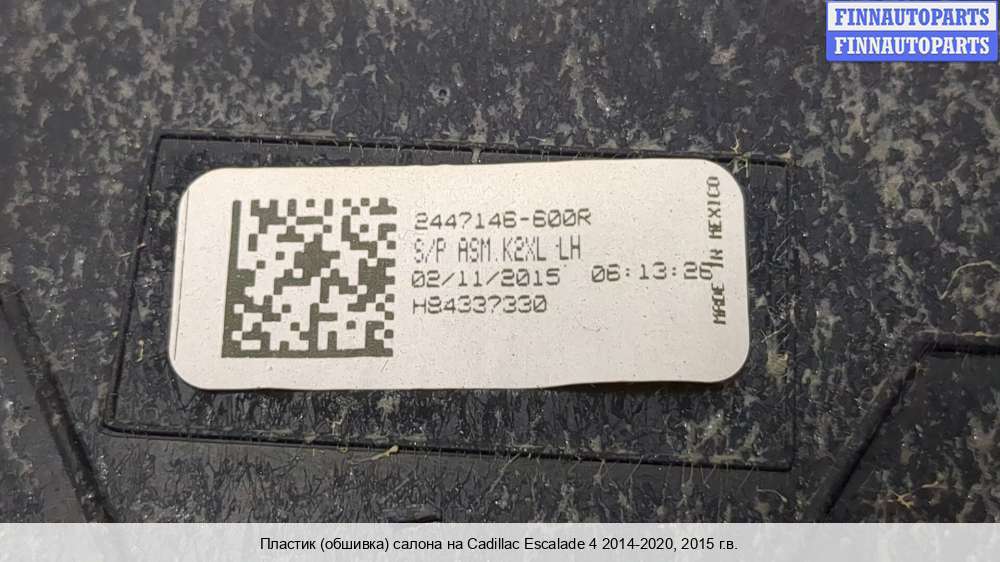 FINNAUTOPARTS
FINNAUTOPARTS
2447146-600R
S/P ASM.K2XL-LH
02/11/2015 06:13:26
H84337330
MADE IN MEXICO
Пластик (обшивка) салона на Cadillac Escalade 4 2014-2020, 2015 г.в.